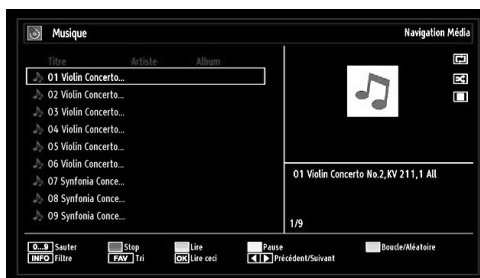 Musique Navigation Média
Titre Artiste Album
01 Violin Concerto...
02 Violin Concerto...
03 Violin Concerto...
04 Violin Concerto...
05 Violin Concerto...
06 Violin Concerto...
07 Synfonia Conce...
08 Synfonia Conce...
09 Synfonia Conce...
01 Violin Concerto No.2,KV 211,1 All
1/9
0...9 Sauter Stop Lire Pause Boucle/Aléatoire
INFO Filtre FAV Tri OK Lire ceci Précédent/Suivant